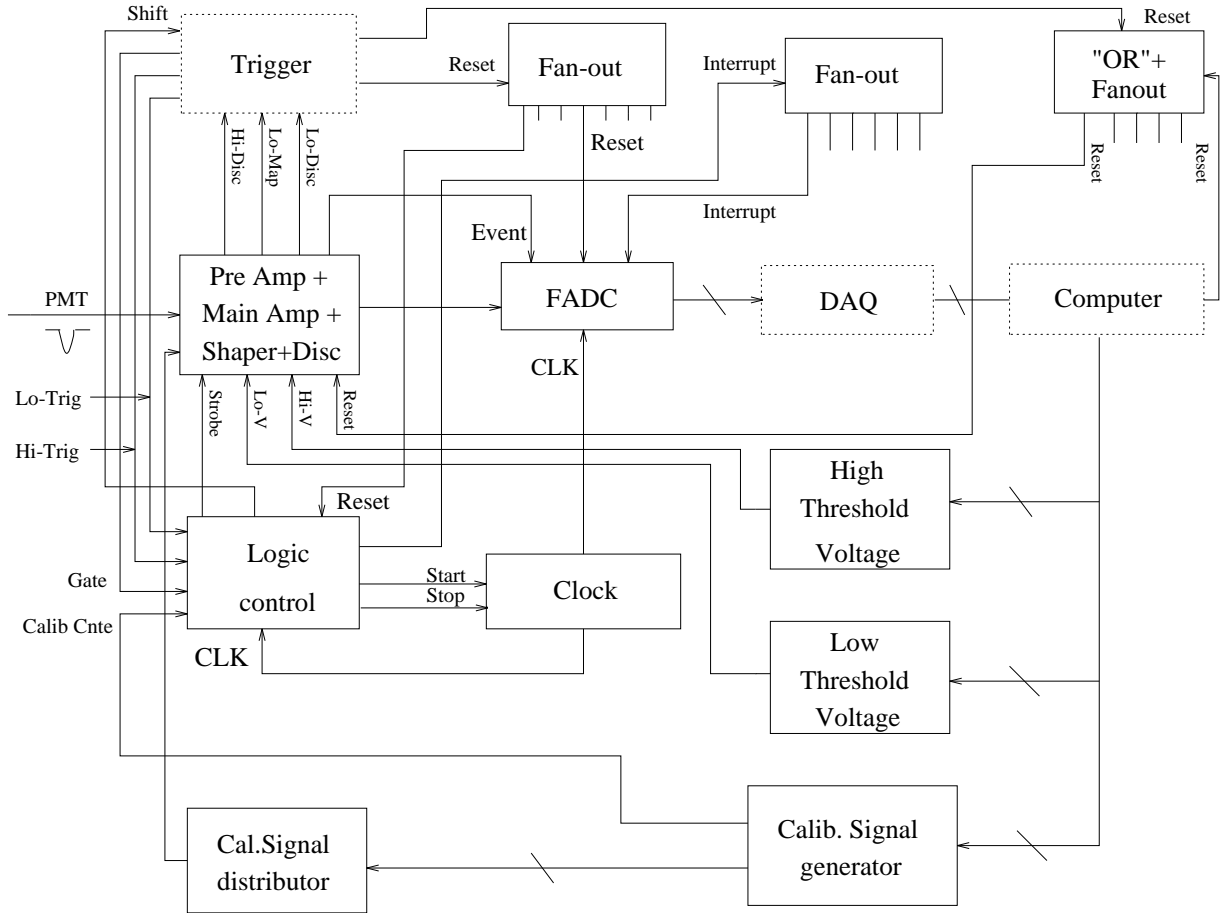 Shift
Reset
Trigger
Reset
Fan-out
Interrupt
Fan-out
"OR"+
Fanout
Hi-Disc
Lo-Map
Lo-Disc
Reset
Reset
Reset
Interrupt
Event
PMT
Pre Amp +
Main Amp +
Shaper+Disc
FADC
DAQ
Computer
CLK
Lo-Trig
Hi-Trig
Strobe
Lo-V
Hi-V
Reset
High
Threshold
Voltage
Reset
Logic
control
Start
Stop
Clock
Gate
Calib Cnte
CLK
Low
Threshold
Voltage
Cal.Signal
distributor
Calib. Signal
generator